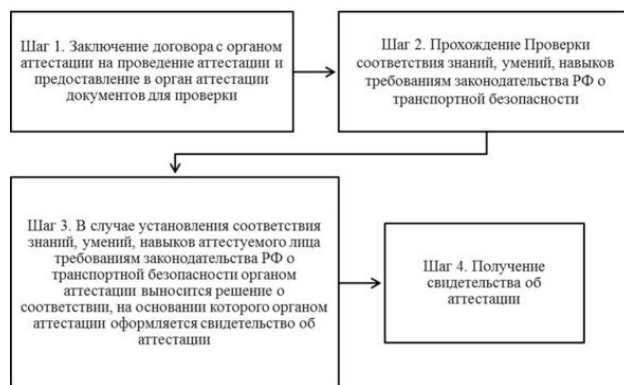 Шаг 1. Заключение договора с органом
аттестации на проведение аттестации и
предоставление в орган аттестации
документов для проверки
Шаг 2. Прохождение Проверки
соответствия знаний, умений, навыков
требованиям законодательства РФ о
транспортной безопасности
Шаг 3. В случае установления соответствия
знаний, умений, навыков аттестуемого лица
требованиям законодательства РФ о
транспортной безопасности органом
аттестации выносится решение о
соответствии, на основании которого органом
аттестации оформляется свидетельство об
аттестации
Шаг 4. Получение
свидетельства об
аттестации